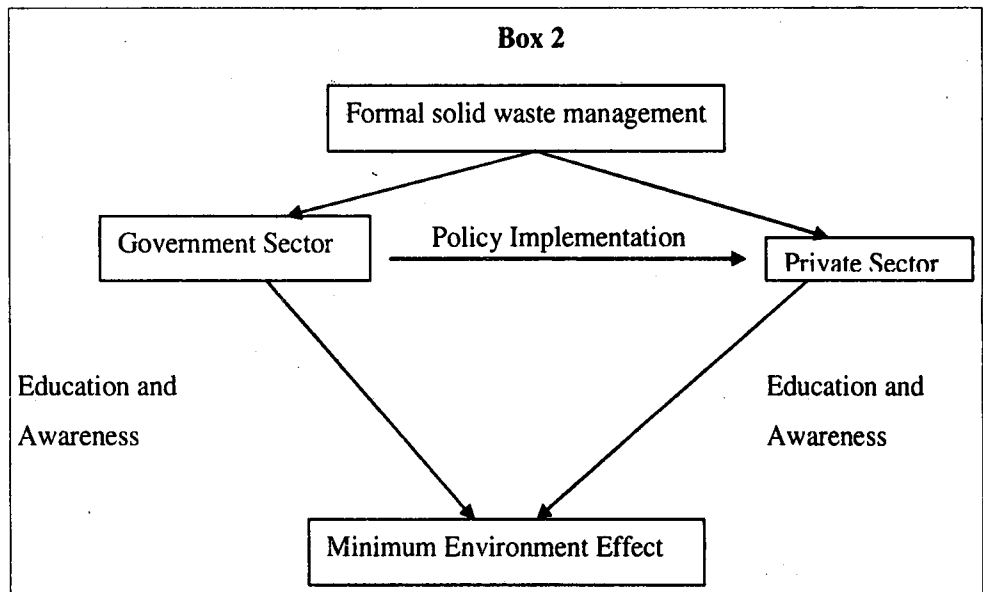 Box 2
Formal solid waste management
Government Sector
Policy Implementation
Private Sector
Education and
Awareness
Education and
Awareness
Minimum Environment Effect